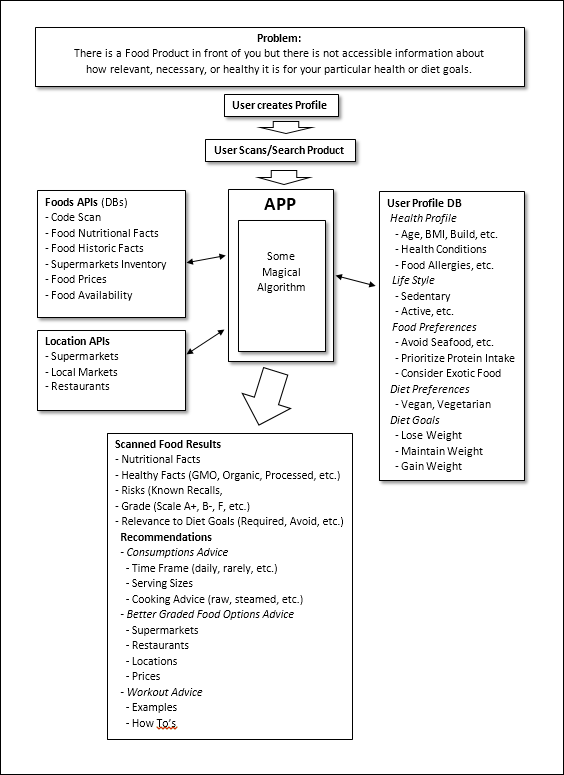 Problem:
There is a Food Product in front of you but there is not accessible information about
how relevant, necessary, or healthy it is for your particular health or diet goals.
User creates Profile
User Scans/Search Product
Foods APIs (DBs)
- Code Scan
- Food Nutritional Facts
- Food Historic Facts
- Supermarkets Inventory
- Food Prices
- Food Availability
Location APIs
- Supermarkets
- Local Markets
- Restaurants
APP
Some
Magical
Algorithm
User Profile DB
Health Profile
- Age, BMI, Build, etc.
- Health Conditions
- Food Allergies, etc.
Life Style
- Sedentary
- Active, etc.
Food Preferences
- Avoid Seafood, etc.
- Prioritize Protein Intake
- Consider Exotic Food
Diet Preferences
- Vegan, Vegetarian
Diet Goals
- Lose Weight
- Maintain Weight
- Gain Weight
Scanned Food Results
- Nutritional Facts
- Healthy Facts (GMO, Organic, Processed, etc.)
- Risks (Known Recalls,
- Grade (Scale A+, B-, F, etc.)
- Relevance to Diet Goals (Required, Avoid, etc.)
Recommendations
- Consumptions Advice
- Time Frame (daily, rarely, etc.)
- Serving Sizes
- Cooking Advice (raw, steamed, etc.)
- Better Graded Food Options Advice
- Supermarkets
- Restaurants
- Locations
- Prices
- Workout Advice
- Examples
- How To's